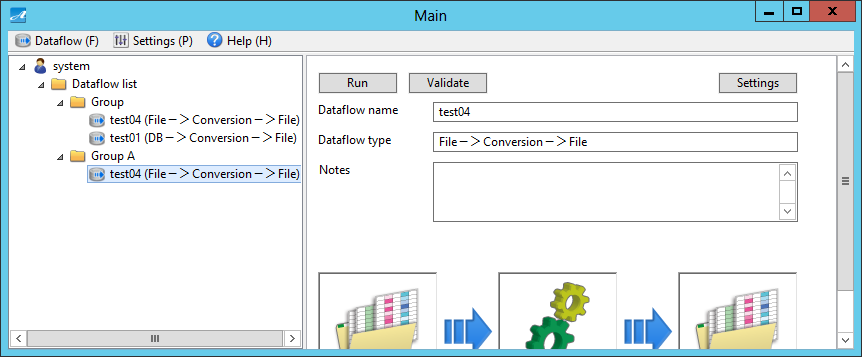 Main
Dataflow (F) Settings (P) Help (H)
system
Dataflow list
Group
test04 (File－＞Conversion－＞File)
test01 (DB－＞Conversion－＞File)
Group A
test04 (File－＞Conversion－＞File)
Run Validate Settings
Dataflow name test04
Dataflow type File－＞Conversion－＞File
Notes